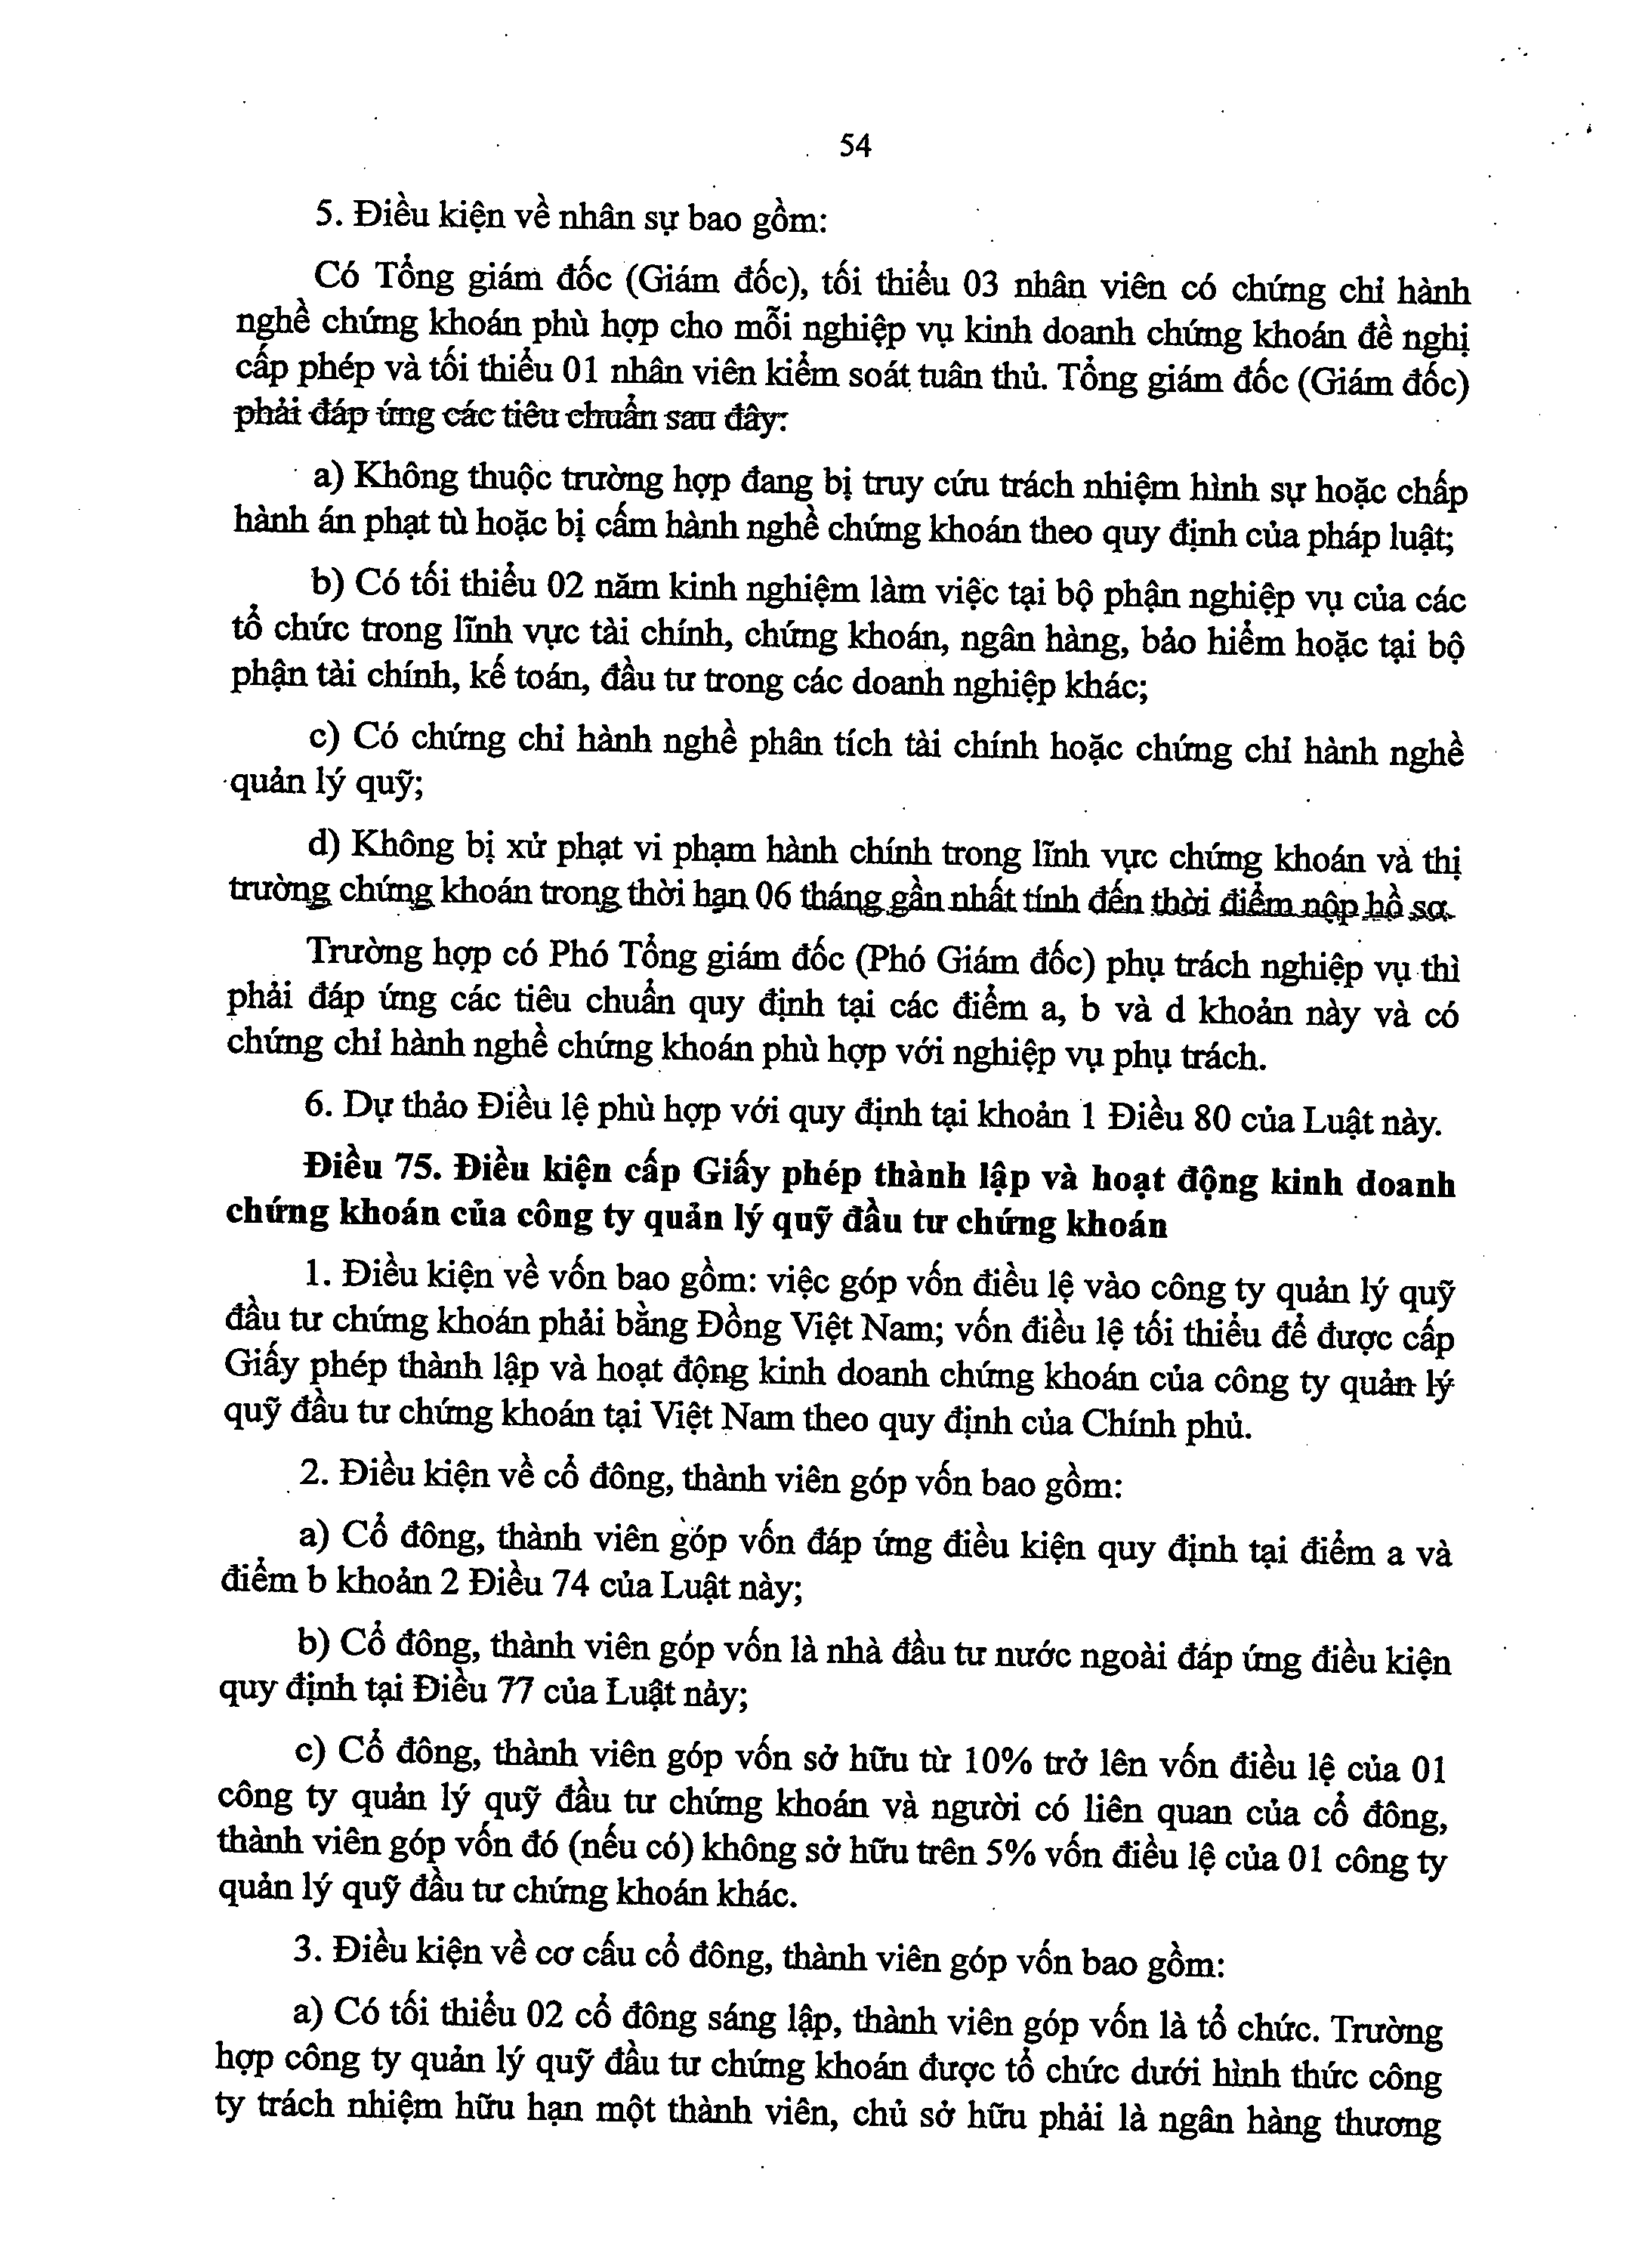 54
5. Điều kiện về nhân sự bao gồm:
Có Tổng giám đốc (Giám đốc), tối thiểu 03 nhân viên có chứng chỉ hành
nghề chứng khoán phù hợp cho mỗi nghiệp vụ kinh doanh chứng khoán đề nghị
cấp phép và tối thiểu 01 nhân viên kiểm soát tuân thủ. Tổng giám đốc (Giám đốc)
phải đáp ứng các tiêu chuẩn sau đây:
a) Không thuộc trường hợp đang bị truy cứu trách nhiệm hình sự hoặc chấp
hành án phạt tù hoặc bị cấm hành nghề chứng khoán theo quy định của pháp luật;
b) Có tối thiểu 02 năm kinh nghiệm làm việc tại bộ phận nghiệp vụ của các
tổ chức trong lĩnh vực tài chính, chứng khoán, ngân hàng, bảo hiểm hoặc tại bộ
phận tài chính, kế toán, đầu tư trong các doanh nghiệp khác;
c) Có chứng chỉ hành nghề phân tích tài chính hoặc chứng chỉ hành nghề
quản lý quỹ;
d) Không bị xử phạt vi phạm hành chính trong lĩnh vực chứng khoán và thị
trường chứng khoán trong thời hạn 06 tháng gần nhất tính đến thời điểm nộp hồ sơ.
Trường hợp có Phó Tổng giám đốc (Phó Giám đốc) phụ trách nghiệp vụ thì
phải đáp ứng các tiêu chuẩn quy định tại các điểm a, b và d khoản này và có
chứng chỉ hành nghề chứng khoán phù hợp với nghiệp vụ phụ trách.
6. Dự thảo Điều lệ phù hợp với quy định tại khoản 1 Điều 80 của Luật này.
Điều 75. Điều kiện cấp Giấy phép thành lập và hoạt động kinh doanh
chứng khoán của công ty quản lý quỹ đầu tư chứng khoán
1. Điều kiện về vốn bao gồm: việc góp vốn điều lệ vào công ty quản lý quỹ
đầu tư chứng khoán phải bằng Đồng Việt Nam; vốn điều lệ tối thiểu để được cấp
Giấy phép thành lập và hoạt động kinh doanh chứng khoán của công ty quản lý
quỹ đầu tư chứng khoán tại Việt Nam theo quy định của Chính phủ.
2. Điều kiện về cổ đông, thành viên góp vốn bao gồm:
a) Cổ đông, thành viên góp vốn đáp ứng điều kiện quy định tại điểm a và
điểm b khoản 2 Điều 74 của Luật này;
b) Cổ đông, thành viên góp vốn là nhà đầu tư nước ngoài đáp ứng điều kiện
quy định tại Điều 77 của Luật này;
c) Cổ đông, thành viên góp vốn sở hữu từ 10% trở lên vốn điều lệ của 01
công ty quản lý quỹ đầu tư chứng khoán và người có liên quan của cổ đông,
thành viên góp vốn đó (nếu có) không sở hữu trên 5% vốn điều lệ của 01 công ty
quản lý quỹ đầu tư chứng khoán khác.
3. Điều kiện về cơ cấu cổ đông, thành viên góp vốn bao gồm:
a) Có tối thiểu 02 cổ đông sáng lập, thành viên góp vốn là tổ chức. Trường
hợp công ty quản lý quỹ đầu tư chứng khoán được tổ chức dưới hình thức công
ty trách nhiệm hữu hạn một thành viên, chủ sở hữu phải là ngân hàng thương